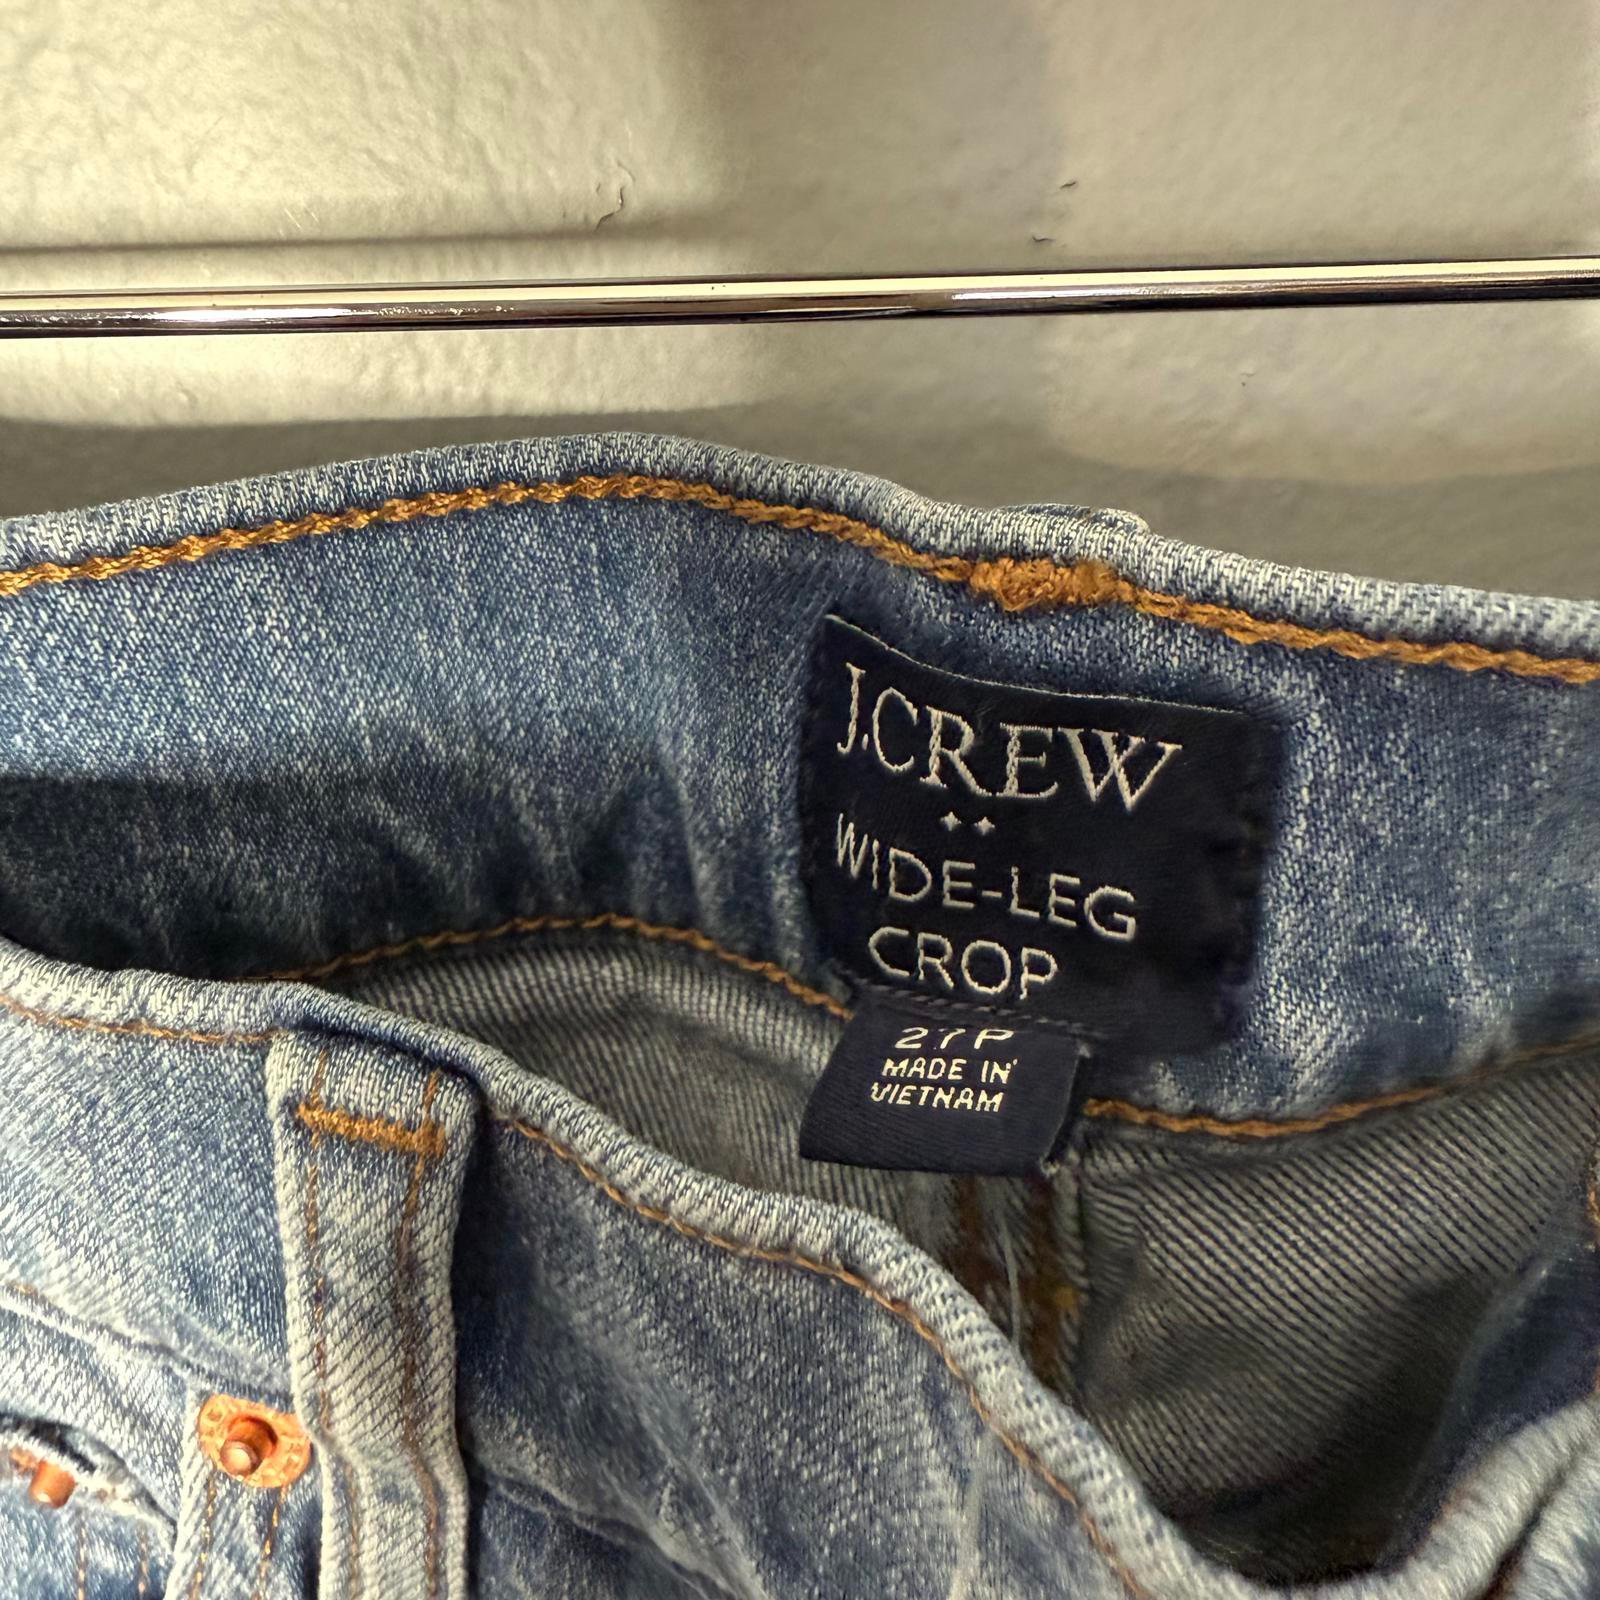 J.CREW
WIDE-LEG
CROP
27P
MADE IN
VIETNAM